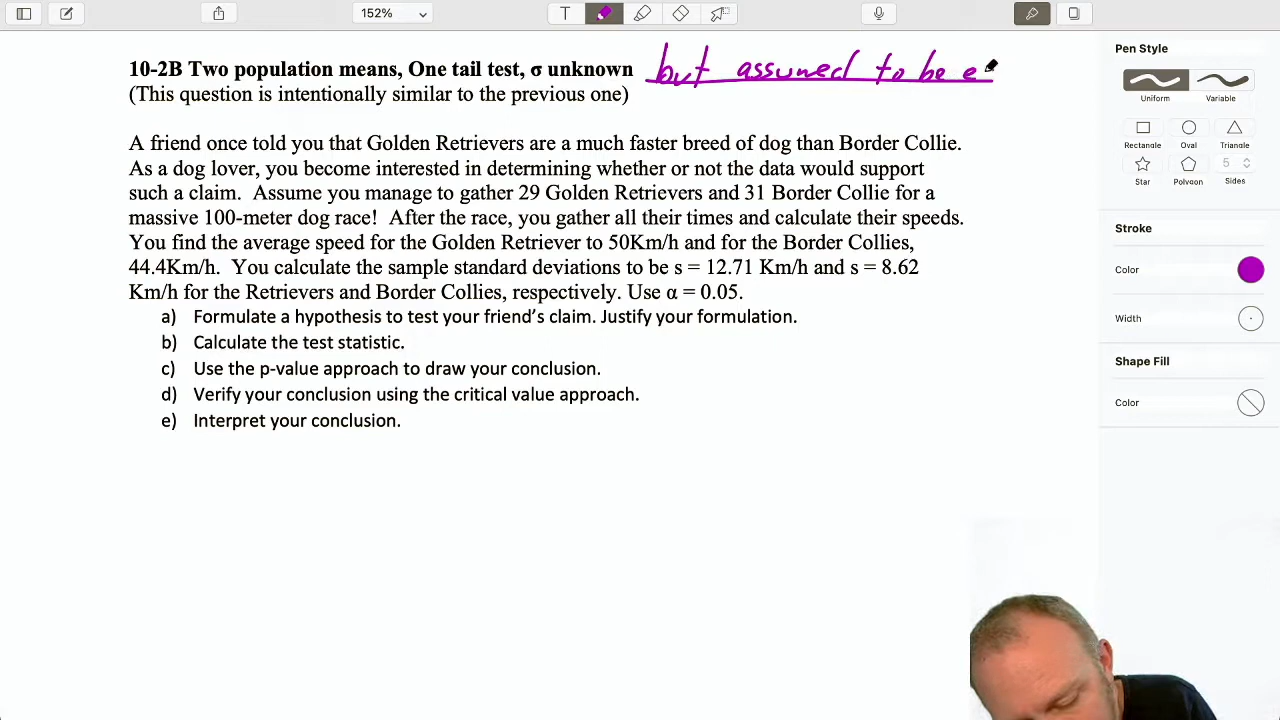 152%
T
10-2B Two population means, One tail test, σ unknown but assumed to be e
(This question is intentionally similar to the previous one)
A friend once told you that Golden Retrievers are a much faster breed of dog than Border Collie.
As a dog lover, you become interested in determining whether or not the data would support
such a claim. Assume you manage to gather 29 Golden Retrievers and 31 Border Collie for a
massive 100-meter dog race! After the race, you gather all their times and calculate their speeds.
You find the average speed for the Golden Retriever to 50Km/h and for the Border Collies,
44.4Km/h. You calculate the sample standard deviations to be s = 12.71 Km/h and s = 8.62
Km/h for the Retrievers and Border Collies, respectively. Use α = 0.05.
a) Formulate a hypothesis to test your friend's claim. Justify your formulation.
b) Calculate the test statistic.
c) Use the p-value approach to draw your conclusion.
d) Verify your conclusion using the critical value approach.
e) Interpret your conclusion.
Pen Style
Uniform Variable
Rectangle Oval Triangle
5
Star Polygon Sides
Stroke
Color
Width
Shape Fill
Color